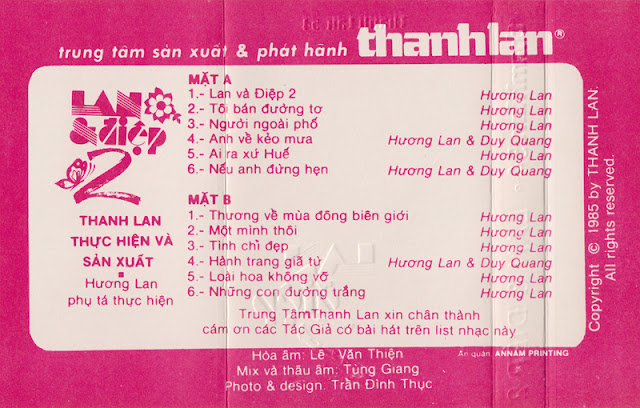 trung tâm sản xuất & phát hành thanhlan®
LAN & điệp 2
THANH LAN
THỰC HIỆN VÀ
SẢN XUẤT
Hương Lan
phụ tá thực hiện
MẶT A
1.- Lan và Điệp 2 Hương Lan
2.- Tôi bán đường tơ Hương Lan
3.- Người ngoài phố Hương Lan
4.- Anh về kẻo mưa Hương Lan & Duy Quang
5.- Ai ra xứ Huế Hương Lan
6.- Nếu anh đừng hẹn Hương Lan & Duy Quang
MẶT B
1.- Thương về mùa đông biên giới Hương Lan
2.- Một mình thôi Hương Lan
3.- Tình chỉ đẹp Hương Lan
4.- Hành trang giã từ Hương Lan & Duy Quang
5.- Loài hoa không vỡ Hương Lan
6.- Những con đường trắng Hương Lan
Trung TâmThanh Lan xin chân thành
cám ơn các Tác Giả có bài hát trên list nhạc này
Hòa âm: Lê Văn Thiện
Mix và thâu âm: Tùng Giang
Photo & design: Trần Đình Thục
Ấn quán ANNAM PRINTING
Copyright © 1985 by THANH LAN.
All rights reserved.